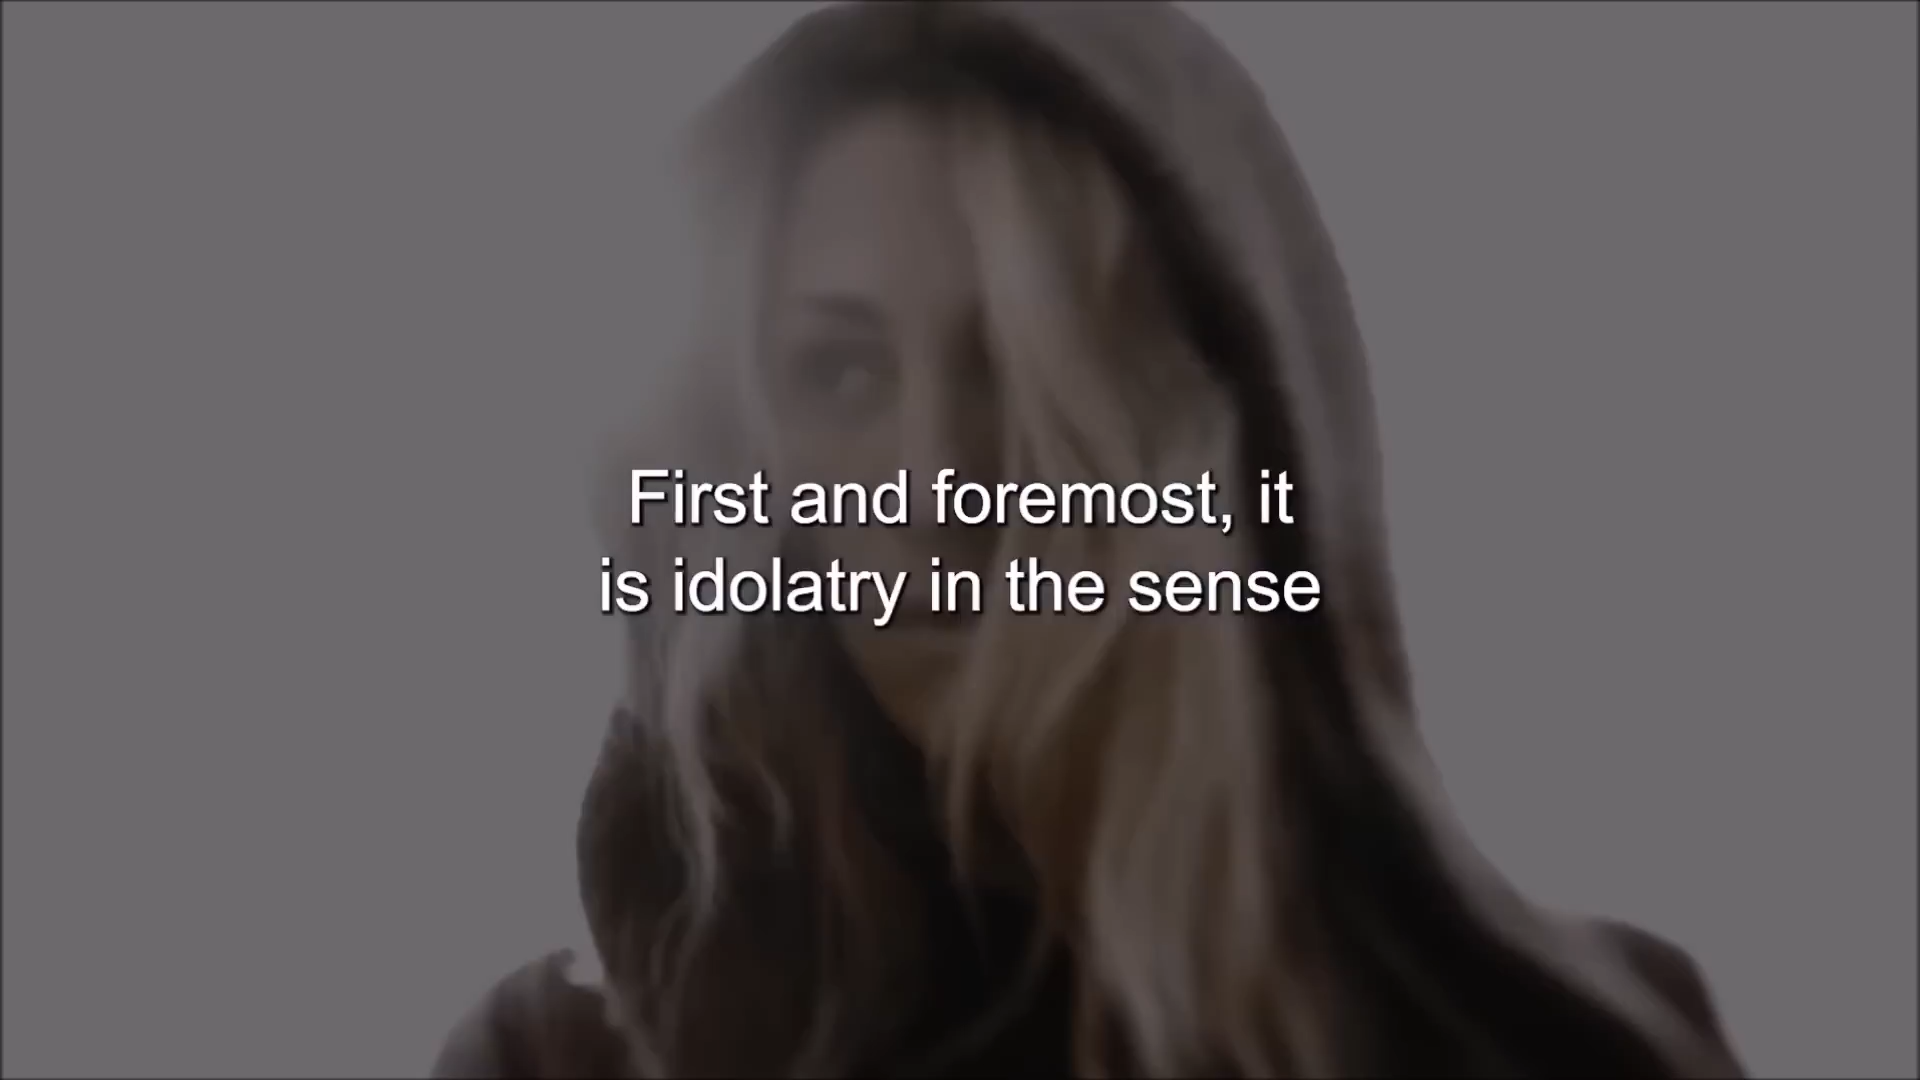 First and foremost, it
is idolatry in the sense